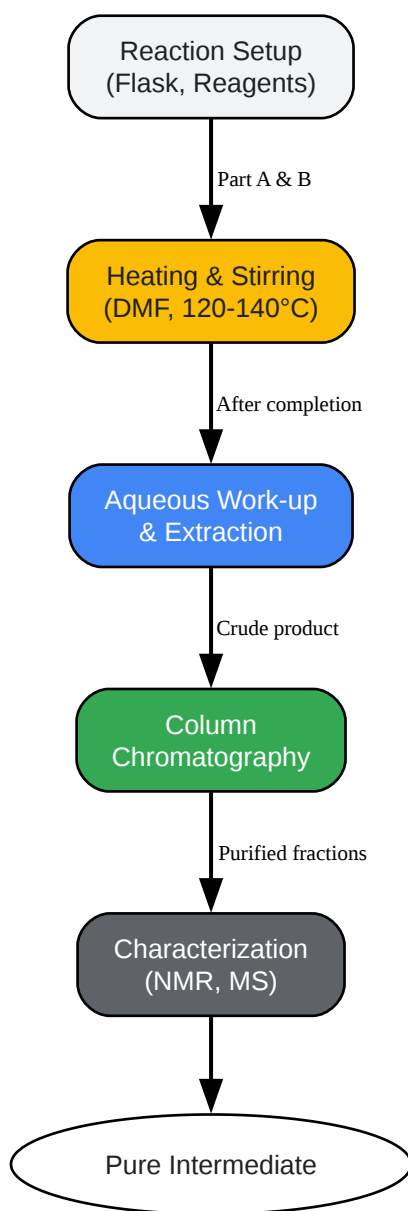 Reaction Setup
(Flask, Reagents)
Part A & B
Heating & Stirring
(DMF, 120-140°C)
After completion
Aqueous Work-up
& Extraction
Crude product
Column
Chromatography
Purified fractions
Characterization
(NMR, MS)
Pure Intermediate